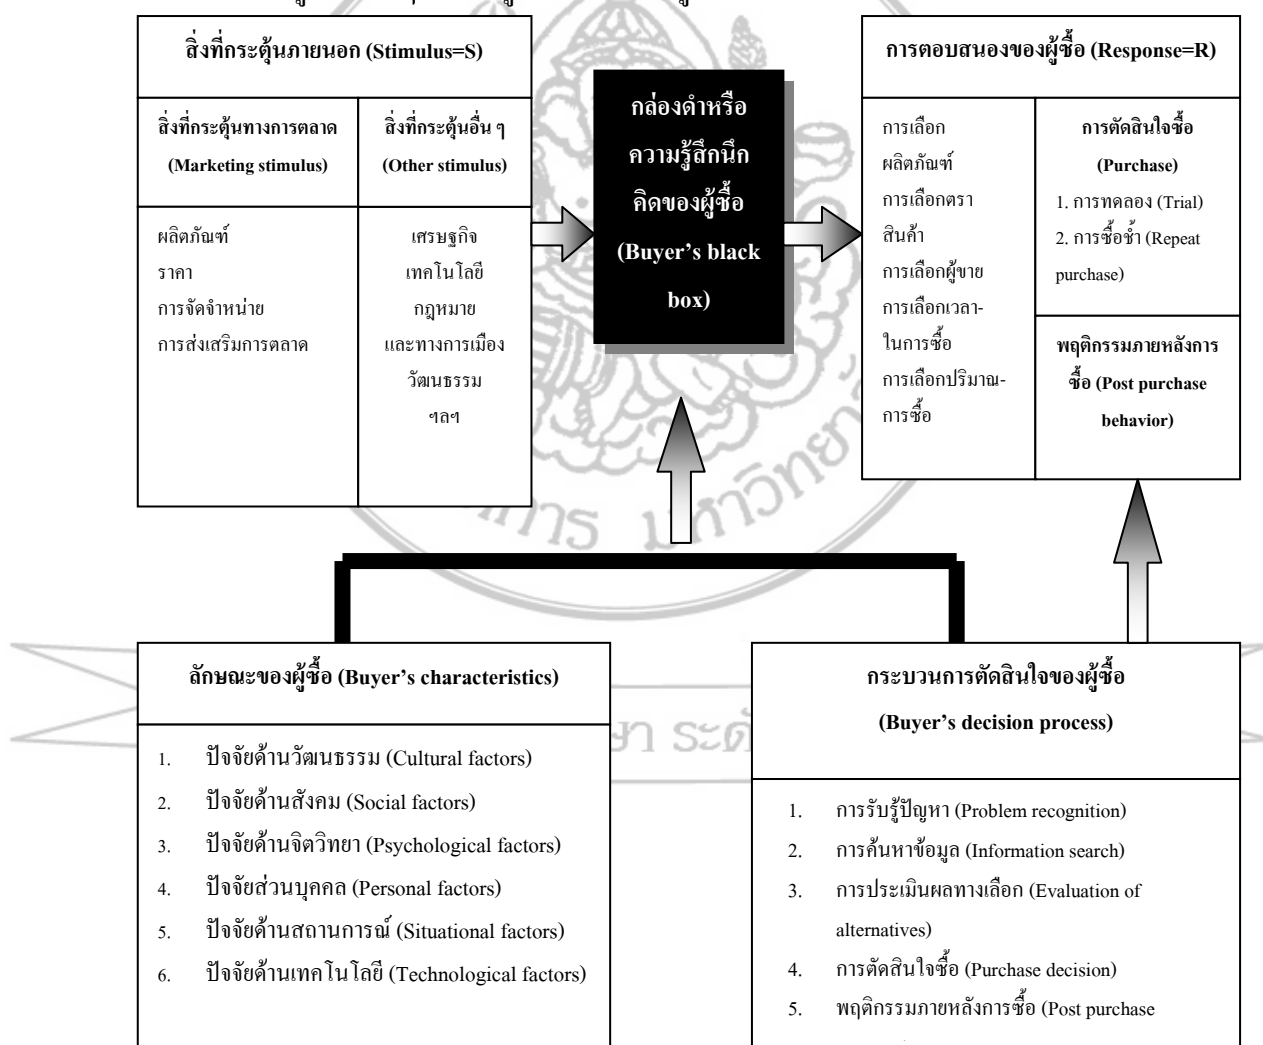 สิ่งที่กระตุ้นภายนอก (Stimulus=S)
สิ่งที่กระตุ้นทางการตลาด
(Marketing stimulus)
สิ่งที่กระตุ้นอื่น ๆ
(Other stimulus)
ผลิตภัณฑ์
ราคา
การจัดจำหน่าย
การส่งเสริมการตลาด
เศรษฐกิจ
เทคโนโลยี
กฎหมาย
และทางการเมือง
วัฒนธรรม
ฯลฯ
กล่องดำหรือ
ความรู้สึกนึก
คิดของผู้ซื้อ
(Buyer’s black
box)
การตอบสนองของผู้ซื้อ (Response=R)
การเลือก
ผลิตภัณฑ์
การเลือกตรา
สินค้า
การเลือกผู้ขาย
การเลือกเวลา-
ในการซื้อ
การเลือกปริมาณ-
การซื้อ
การตัดสินใจซื้อ
(Purchase)
1. การทดลอง (Trial)
2. การซื้อซ้ำ (Repeat
purchase)
พฤติกรรมภายหลังการ
ซื้อ (Post purchase
behavior)
ลักษณะของผู้ซื้อ (Buyer’s characteristics)
1. ปัจจัยด้านวัฒนธรรม (Cultural factors)
2. ปัจจัยด้านสังคม (Social factors)
3. ปัจจัยด้านจิตวิทยา (Psychological factors)
4. ปัจจัยส่วนบุคคล (Personal factors)
5. ปัจจัยด้านสถานการณ์ (Situational factors)
6. ปัจจัยด้านเทคโนโลยี (Technological factors)
กระบวนการตัดสินใจของผู้ซื้อ
(Buyer’s decision process)
1. การรับรู้ปัญหา (Problem recognition)
2. การค้นหาข้อมูล (Information search)
3. การประเมินผลทางเลือก (Evaluation of
alternatives)
4. การตัดสินใจซื้อ (Purchase decision)
5. พฤติกรรมภายหลังการซื้อ (Post purchase